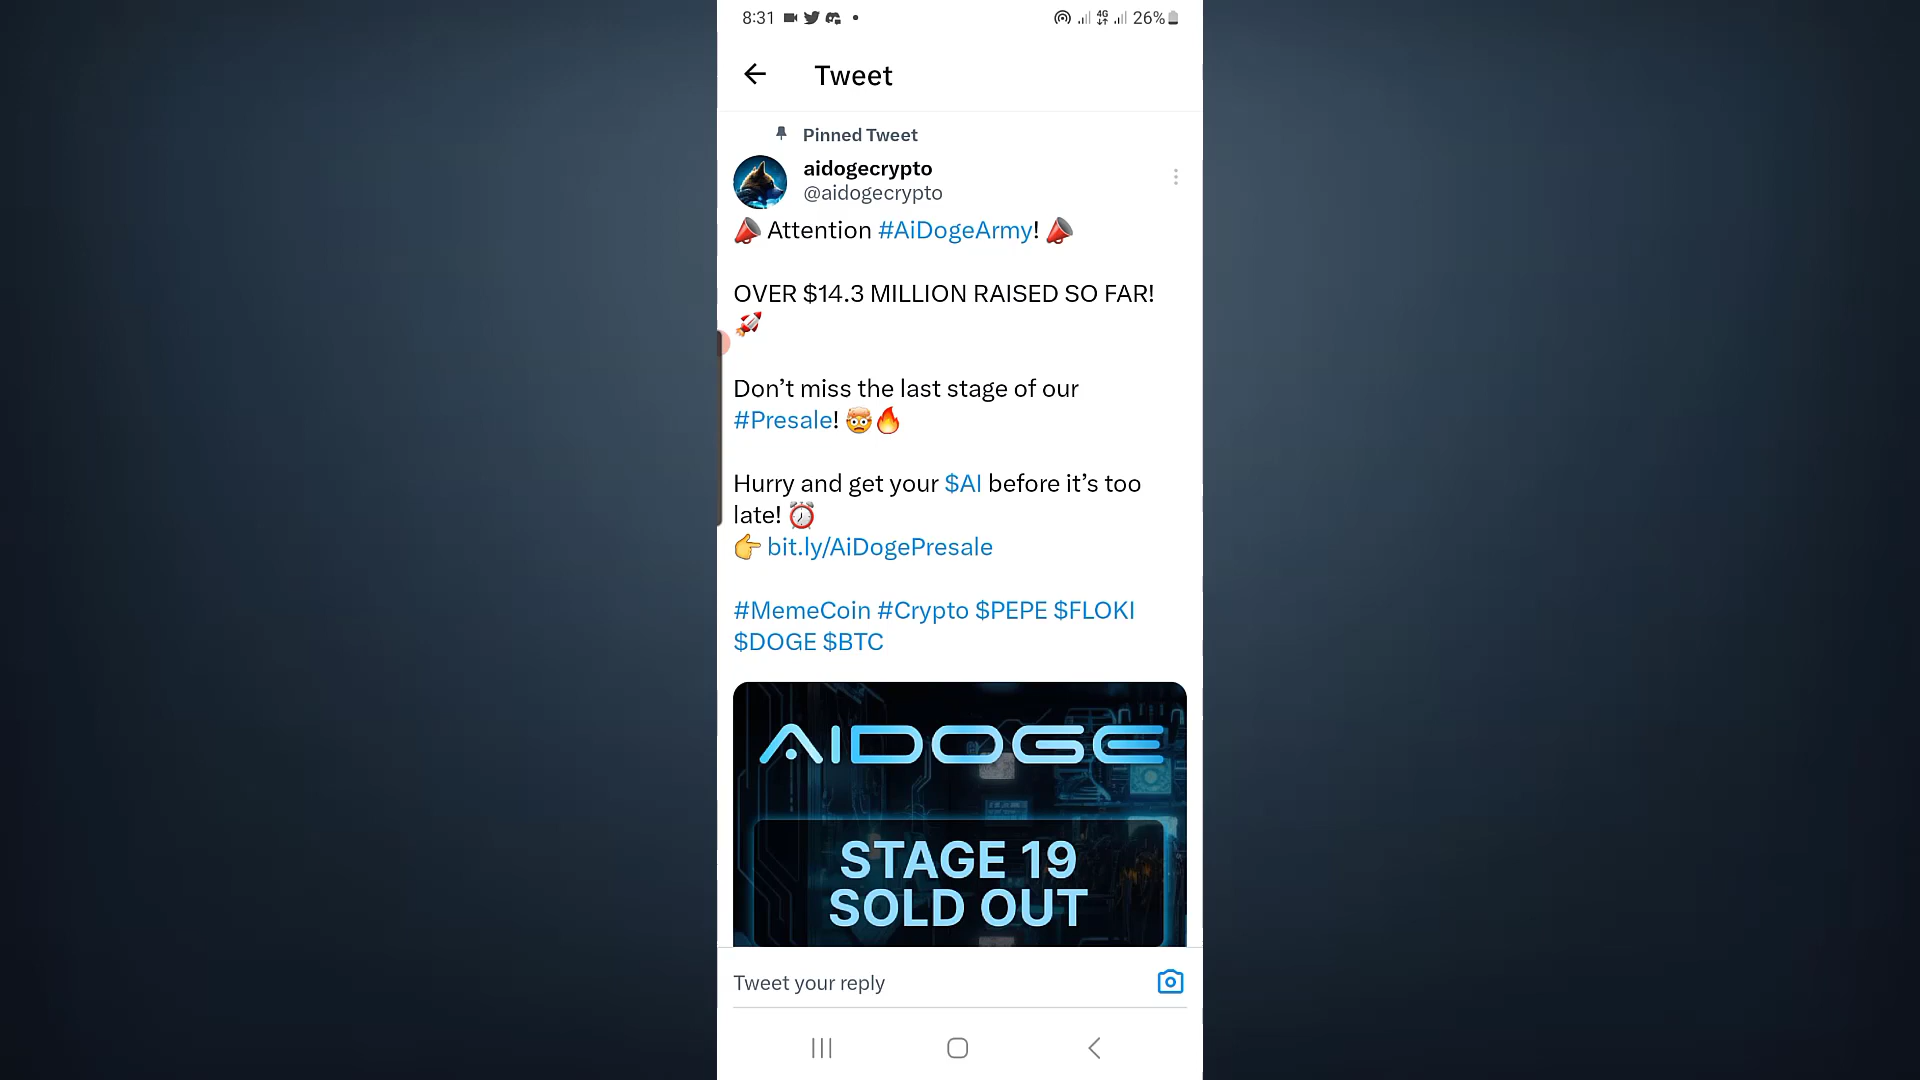 8:31 4G 26%
Tweet
Pinned Tweet
aidogecrypto
@aidogecrypto
📣 Attention #AiDogeArmy! 📣
OVER $14.3 MILLION RAISED SO FAR!
🚀
Don’t miss the last stage of our
#Presale! 🤯🔥
Hurry and get your $AI before it’s too
late! ⏰
👉 bit.ly/AiDogePresale
#MemeCoin #Crypto $PEPE $FLOKI
$DOGE $BTC
AIDOGE
STAGE 19
SOLD OUT
Tweet your reply